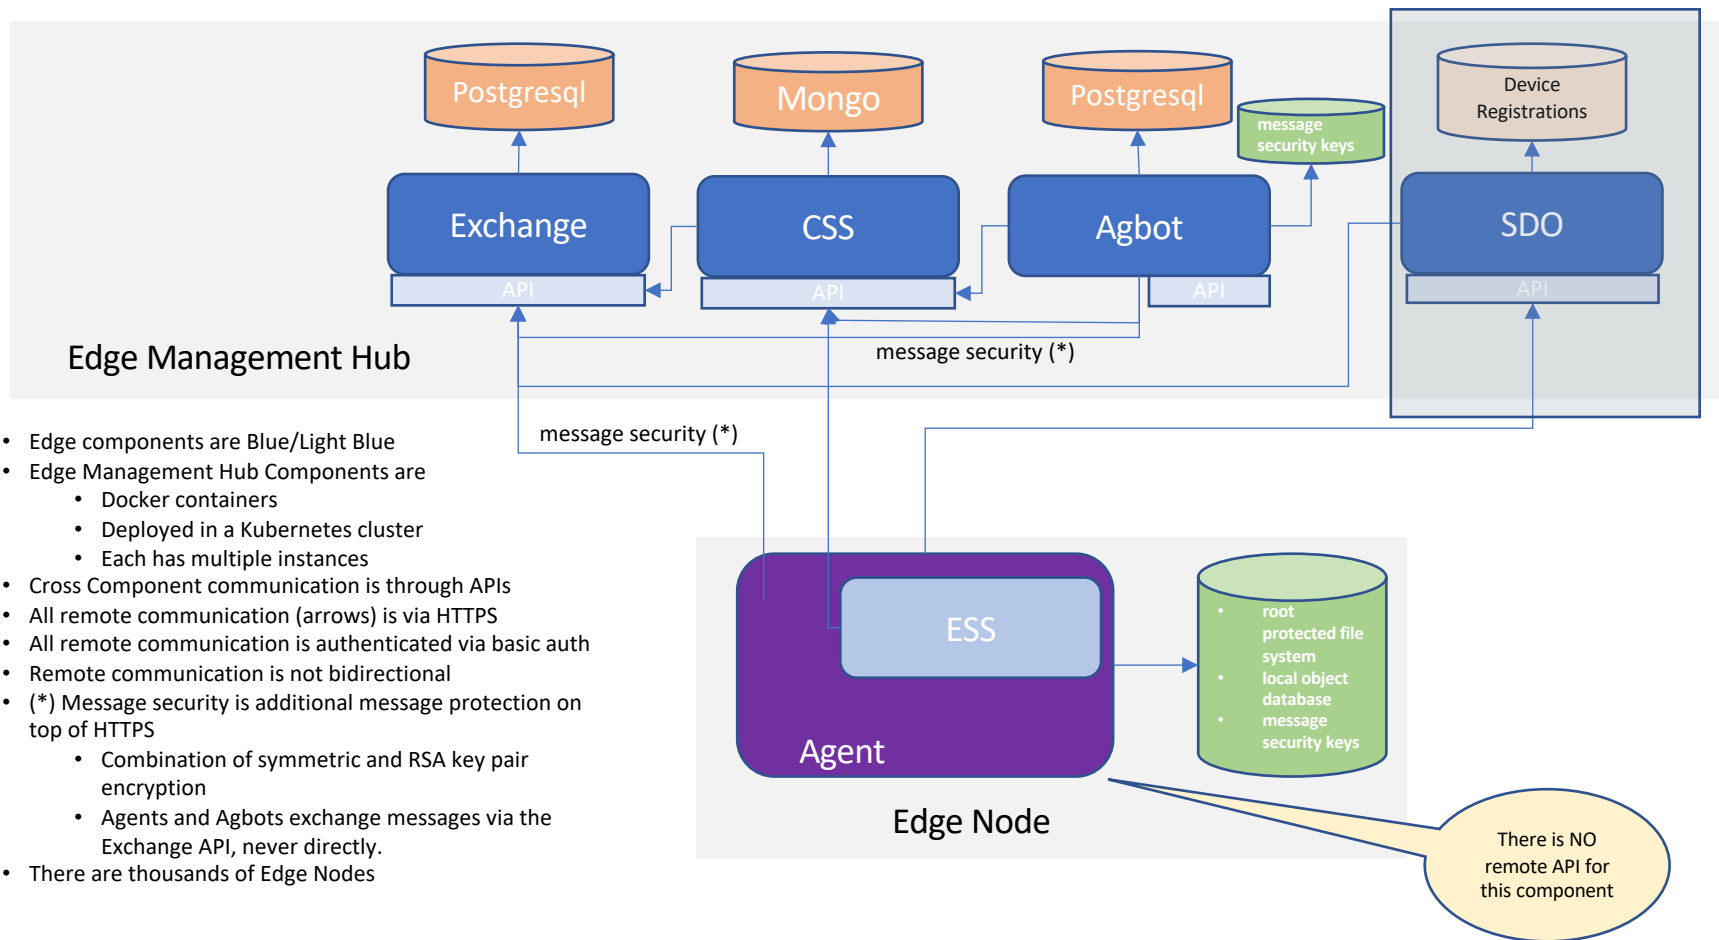 Postgresql
Mongo
Postgresql
message
security keys
Device
Registrations
Exchange
CSS
Agbot
SDO
API
API
API
API
Edge Management Hub
message security (*)
message security (*)
• Edge components are Blue/Light Blue
• Edge Management Hub Components are
• Docker containers
• Deployed in a Kubernetes cluster
• Each has multiple instances
• Cross Component communication is through APIs
• All remote communication (arrows) is via HTTPS
• All remote communication is authenticated via basic auth
• Remote communication is not bidirectional
• (*) Message security is additional message protection on
top of HTTPS
• Combination of symmetric and RSA key pair
encryption
• Agents and Agbots exchange messages via the
Exchange API, never directly.
• There are thousands of Edge Nodes
ESS
Agent
• root
protected file
system
• local object
database
• message
security keys
Edge Node
There is NO
remote API for
this component